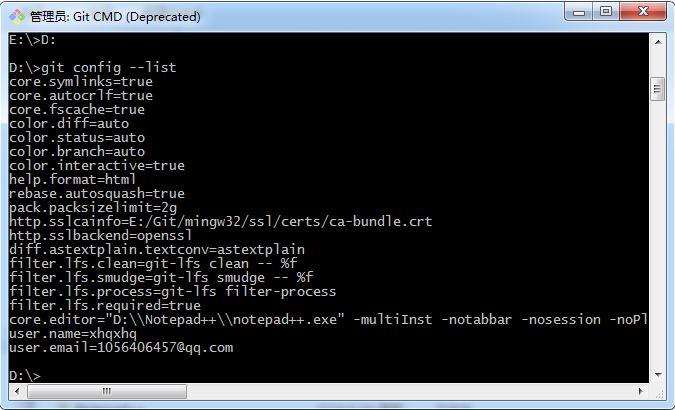 管理员: Git CMD (Deprecated)
E:\>D:
D:\>git config --list
core.symlinks=true
core.autocrlf=true
core.fscache=true
color.diff=auto
color.status=auto
color.branch=auto
color.interactive=true
help.format=html
rebase.autosquash=true
pack.packsizelimit=2g
http.sslcainfo=E:/Git/mingw32/ssl/certs/ca-bundle.crt
http.sslbackend=openssl
diff.astextplain.textconv=astextplain
filter.lfs.clean=git-lfs clean -- %f
filter.lfs.smudge=git-lfs smudge -- %f
filter.lfs.process=git-lfs filter-process
filter.lfs.required=true
core.editor="D:\\Notepad++\\notepad++.exe" -multiInst -notabbar -nosession -noPl
user.name=xhqxhq
user.email=1056406457@qq.com
D:\>